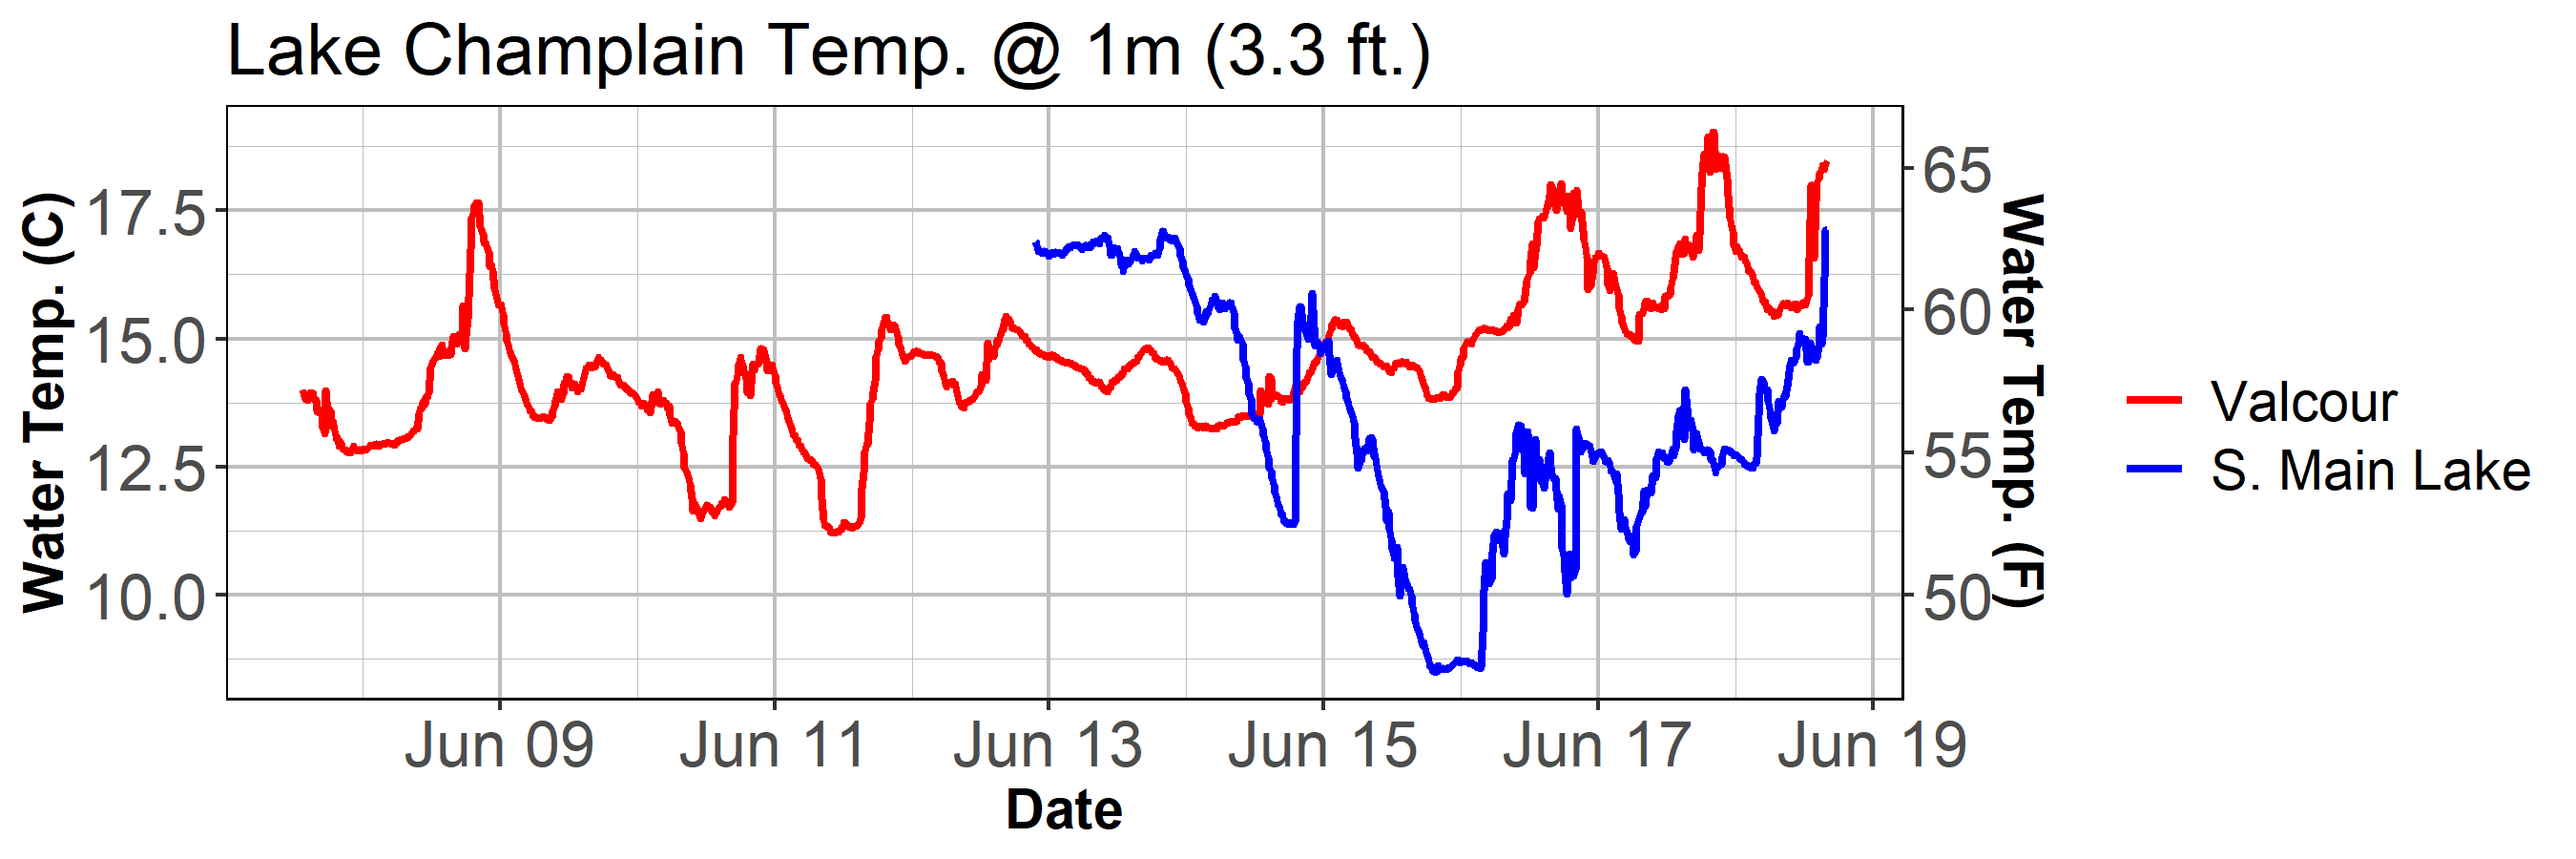 Lake Champlain Temp. @ 1m (3.3 ft.)
Water Temp. (C)
17.5
15.0
12.5
10.0
65
60
55
50
Water Temp. (F)
Jun 09 Jun 11 Jun 13 Jun 15 Jun 17 Jun 19
Date
Valcour
S. Main Lake